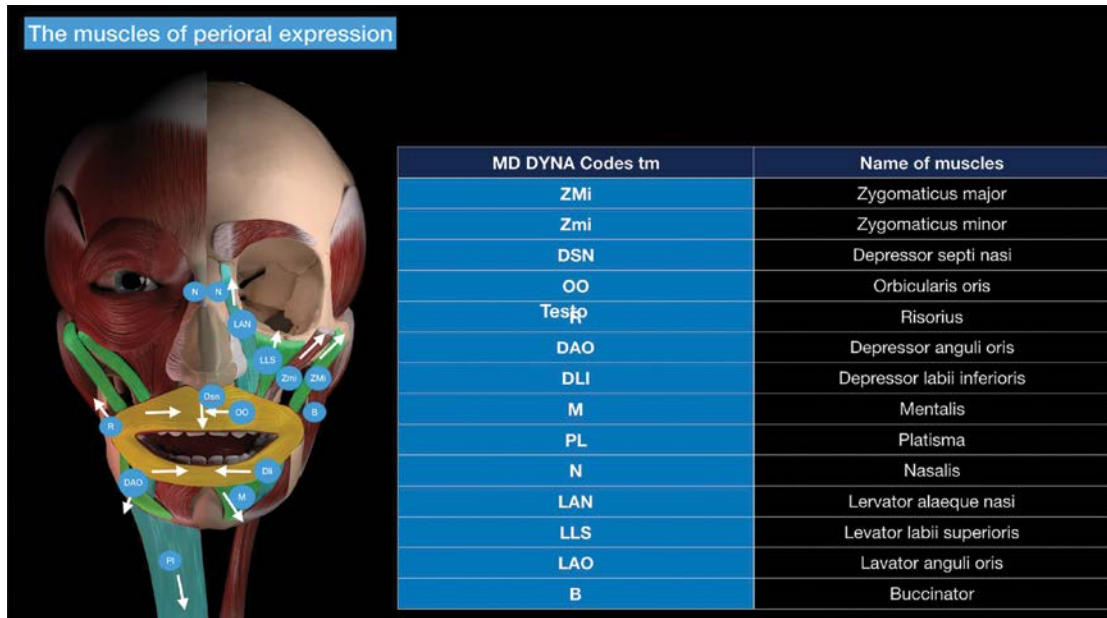 The muscles of perioral expression
MD DYNA Codes tm Name of muscles
ZMi Zygomaticus major
Zmi Zygomaticus minor
DSN Depressor septi nasi
OO Orbicularis oris
Testo
R Risorius
DAO Depressor anguli oris
DLI Depressor labii inferioris
M Mentalis
PL Platisma
N Nasalis
LAN Lervator alaeque nasi
LLS Levator labii superioris
LAO Lavator anguli oris
B Buccinator
N N
LAN
LLS
Zmi ZMi
Dsn
OO B
R
Dli
DAO
M
Pl